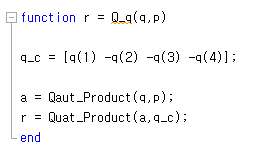 function r = Q_q(q,p)
q_c = [q(1) -q(2) -q(3) -q(4)];
a = Qaut_Product(q,p);
r = Quat_Product(a,q_c);
end